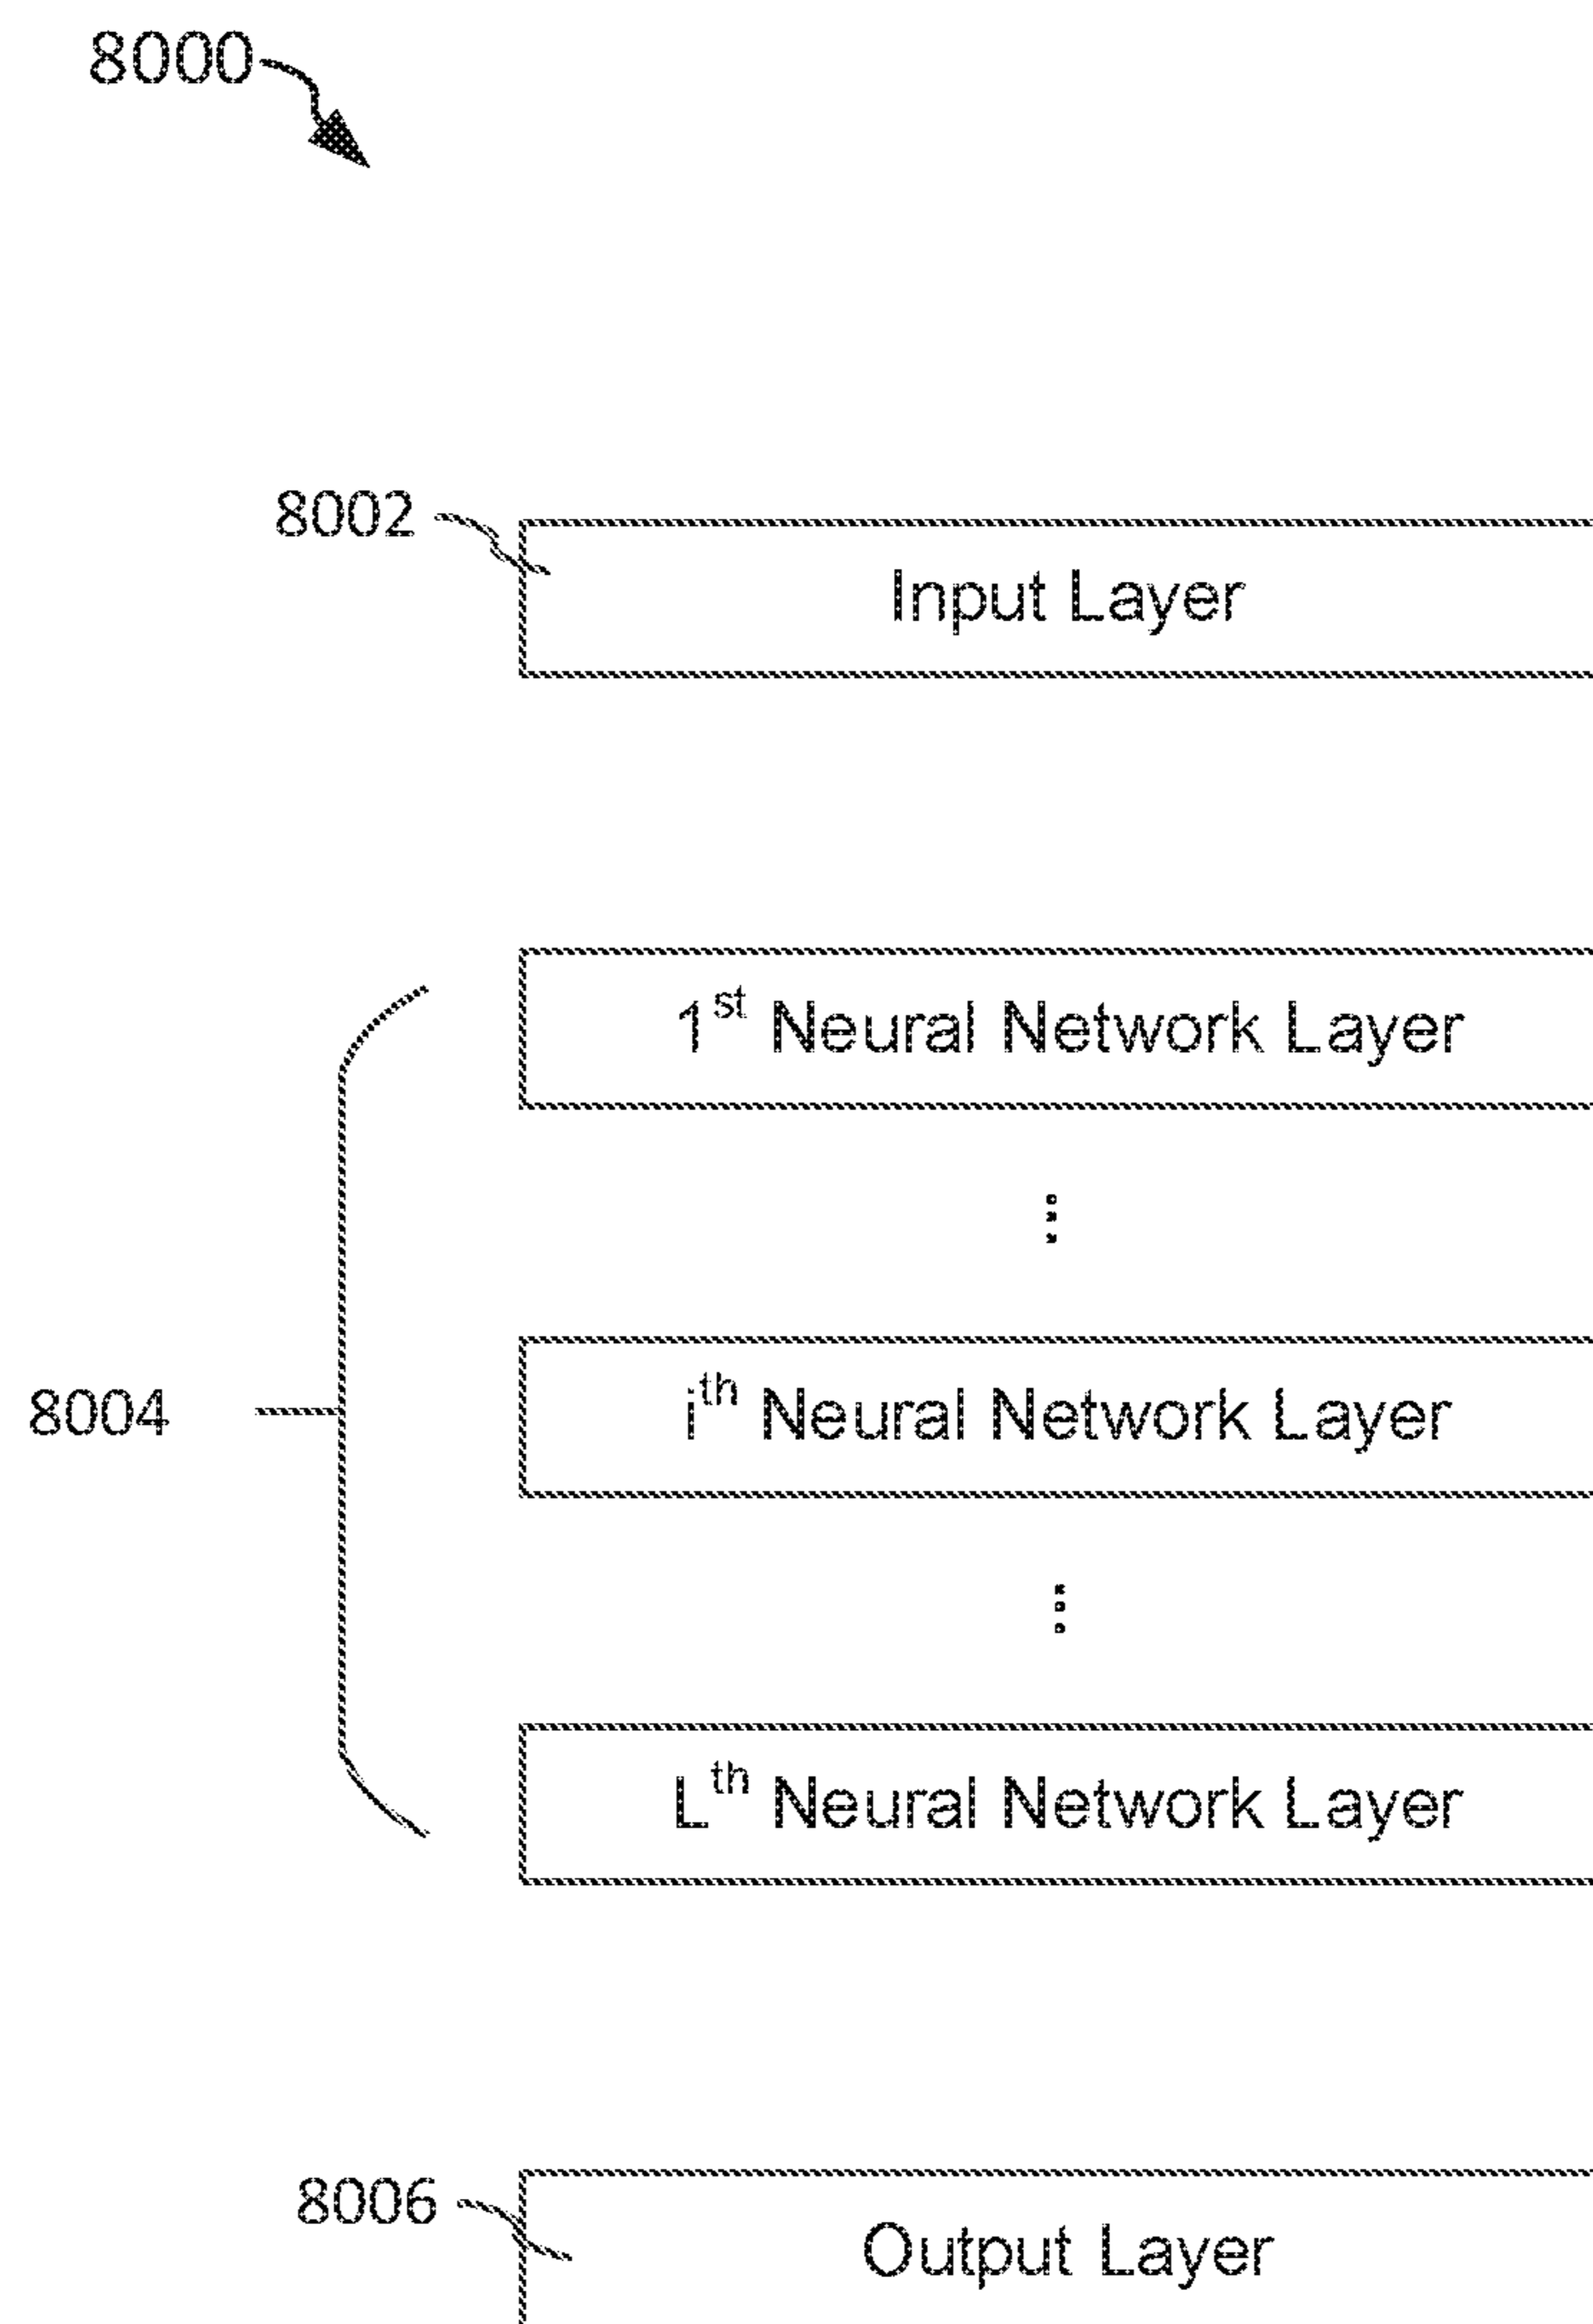 8000
8002
Input Layer
1st Neural Network Layer
⋮
8004
ith Neural Network Layer
⋮
Lth Neural Network Layer
8006
Output Layer